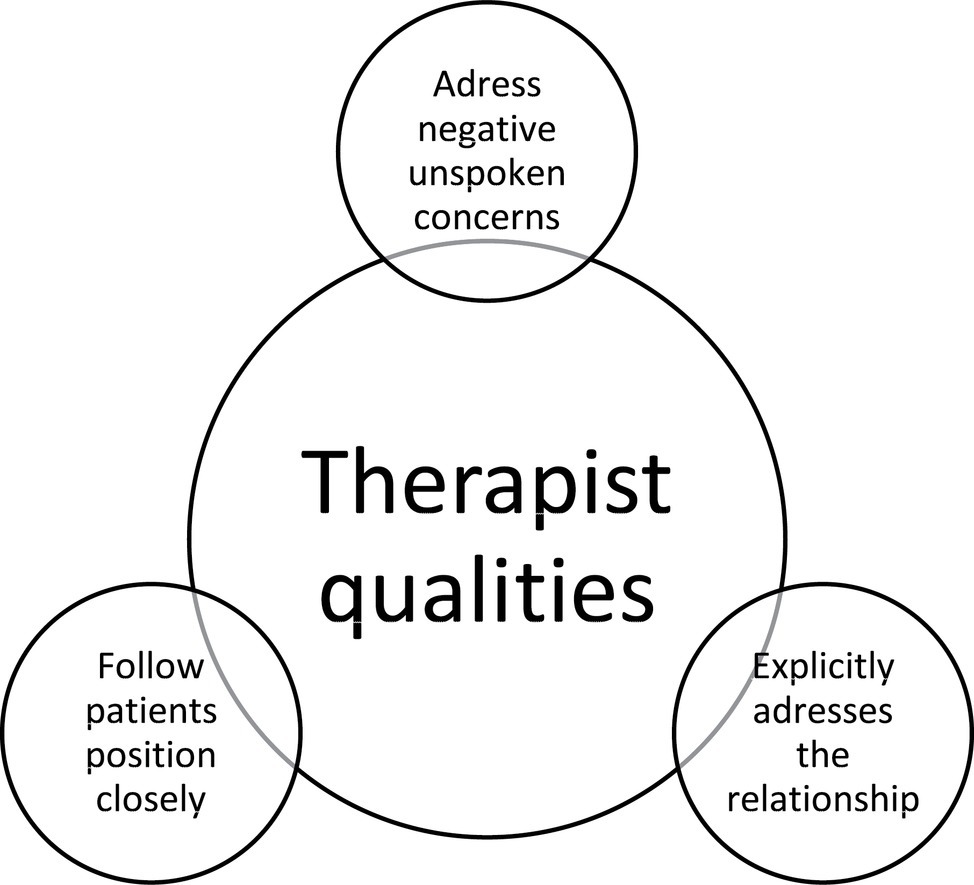 Adress
negative
unspoken
concerns
Therapist
qualities
Follow
patients
position
closely
Explicitly
adresses
the
relationship